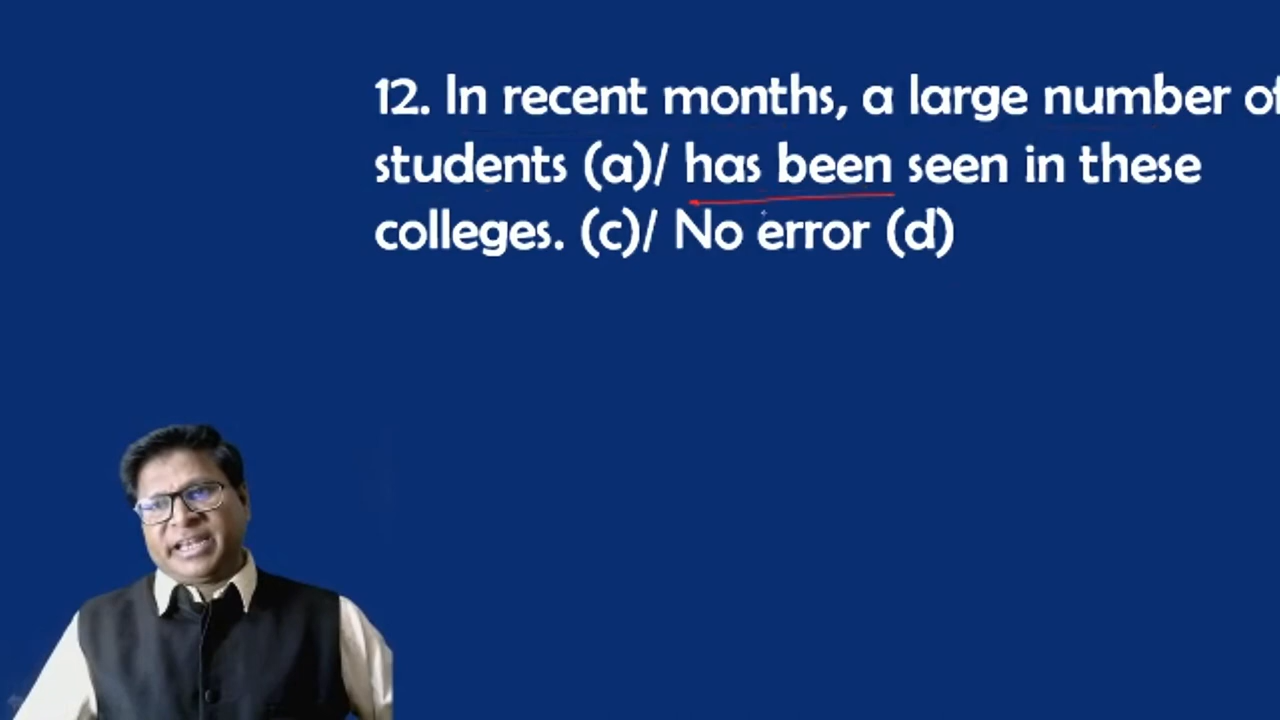 12. In recent months, a large number of
students (a)/ has been seen in these
colleges. (c)/ No error (d)